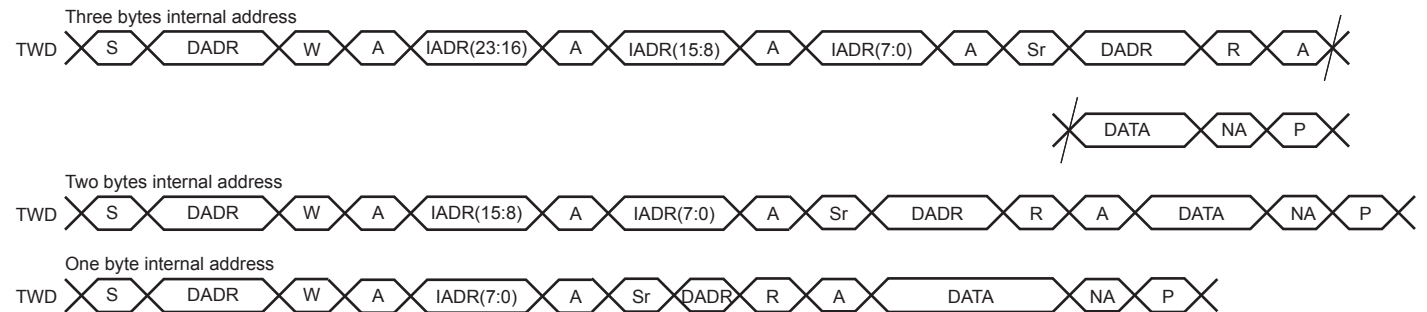 Three bytes internal address
TWD S DADR W A IADR(23:16) A IADR(15:8) A IADR(7:0) A Sr DADR R A
DATA NA P
Two bytes internal address
TWD S DADR W A IADR(15:8) A IADR(7:0) A Sr DADR R A DATA NA P
One byte internal address
TWD S DADR W A IADR(7:0) A Sr DADR R A DATA NA P